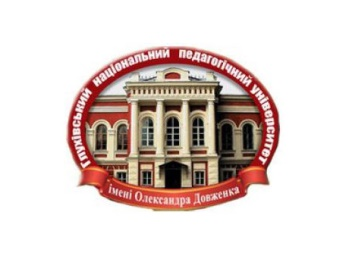 Глухівський національний педагогічний університет
імені Олександра Довженка